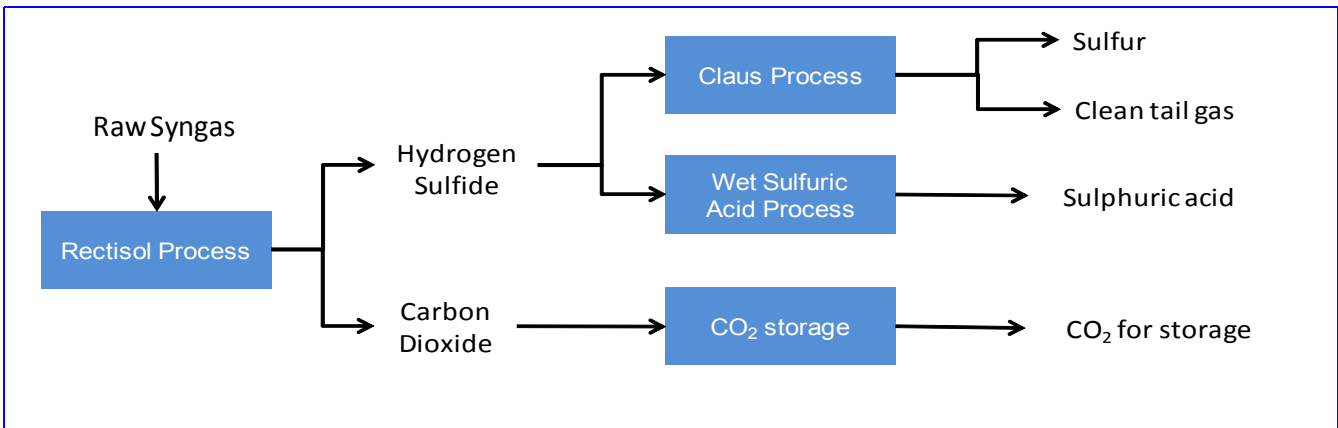 Sulfur
Claus Process
Clean tail gas
Raw Syngas
Hydrogen
Sulfide
Wet Sulfuric
Acid Process
Sulphuric acid
Rectisol Process
Carbon
Dioxide
CO₂ storage
CO₂ for storage